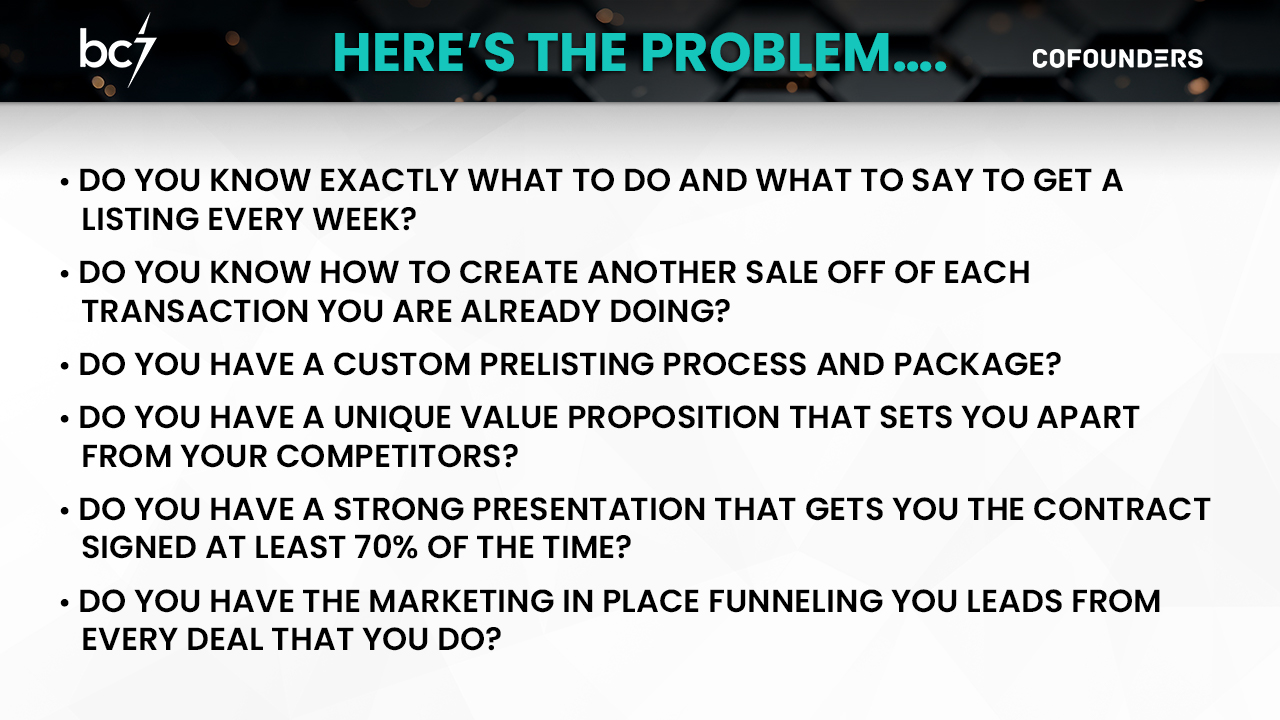 bc7
HERE'S THE PROBLEM....
COFOUNDERS
• DO YOU KNOW EXACTLY WHAT TO DO AND WHAT TO SAY TO GET A
LISTING EVERY WEEK?
• DO YOU KNOW HOW TO CREATE ANOTHER SALE OFF OF EACH
TRANSACTION YOU ARE ALREADY DOING?
• DO YOU HAVE A CUSTOM PRELISTING PROCESS AND PACKAGE?
• DO YOU HAVE A UNIQUE VALUE PROPOSITION THAT SETS YOU APART
FROM YOUR COMPETITORS?
• DO YOU HAVE A STRONG PRESENTATION THAT GETS YOU THE CONTRACT
SIGNED AT LEAST 70% OF THE TIME?
• DO YOU HAVE THE MARKETING IN PLACE FUNNELING YOU LEADS FROM
EVERY DEAL THAT YOU DO?